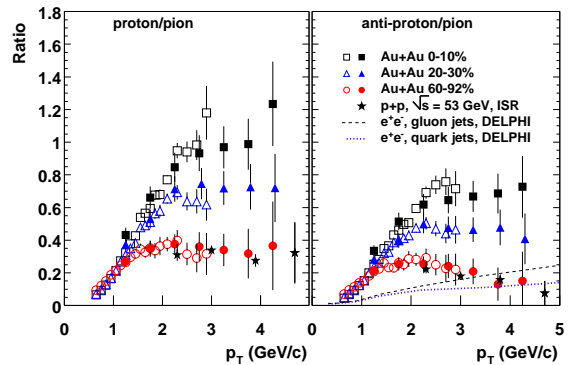 proton/pion
anti-proton/pion
Ratio
1.8
1.6
1.4
1.2
1
0.8
0.6
0.4
0.2
0
Au+Au 0-10%
Au+Au 20-30%
Au+Au 60-92%
p+p, √s = 53 GeV, ISR
e⁺e⁻, gluon jets, DELPHI
e⁺e⁻, quark jets, DELPHI
0 1 2 3 4 0 1 2 3 4 5
p_T (GeV/c) p_T (GeV/c)